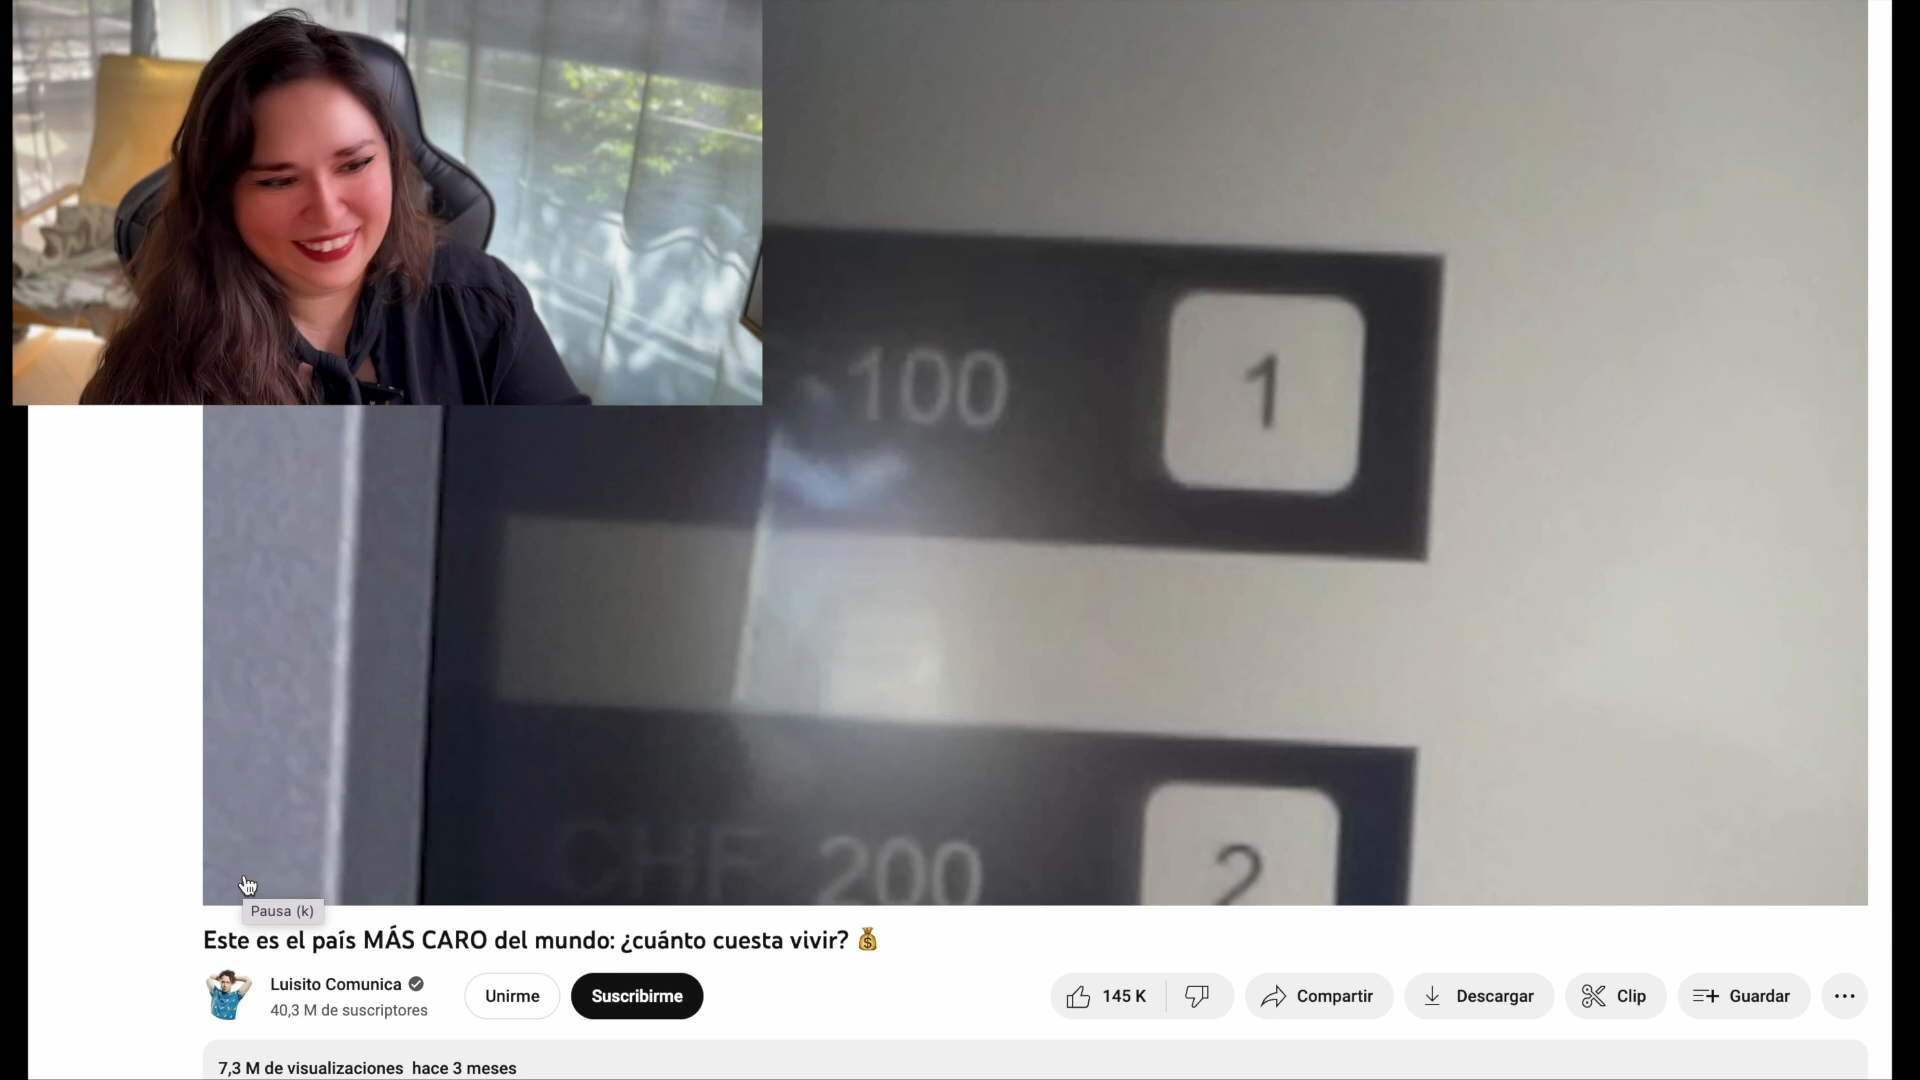 100
1
CHF 200
2
Pausa (k)
Este es el país MÁS CARO del mundo: ¿cuánto cuesta vivir? 💰
Luisito Comunica
40,3 M de suscriptores
Unirme
Suscribirme
145 K
Compartir
Descargar
Clip
Guardar
7,3 M de visualizaciones hace 3 meses